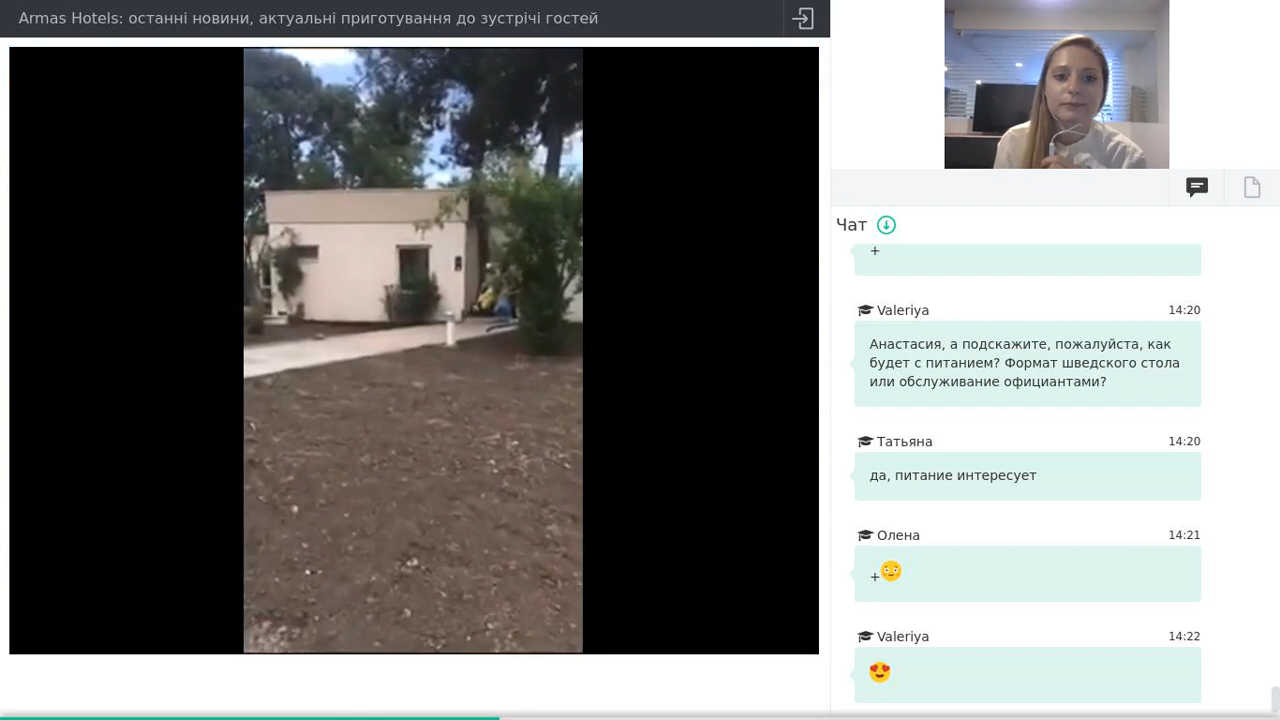 Armas Hotels: останні новини, актуальні приготування до зустрічі гостей
Чат
+
Valeriya 14:20
Анастасия, а подскажите, пожалуйста, как
будет с питанием? Формат шведского стола
или обслуживание официантами?
Татьяна 14:20
да, питание интересует
Олена 14:21
+😳
Valeriya 14:22
😍